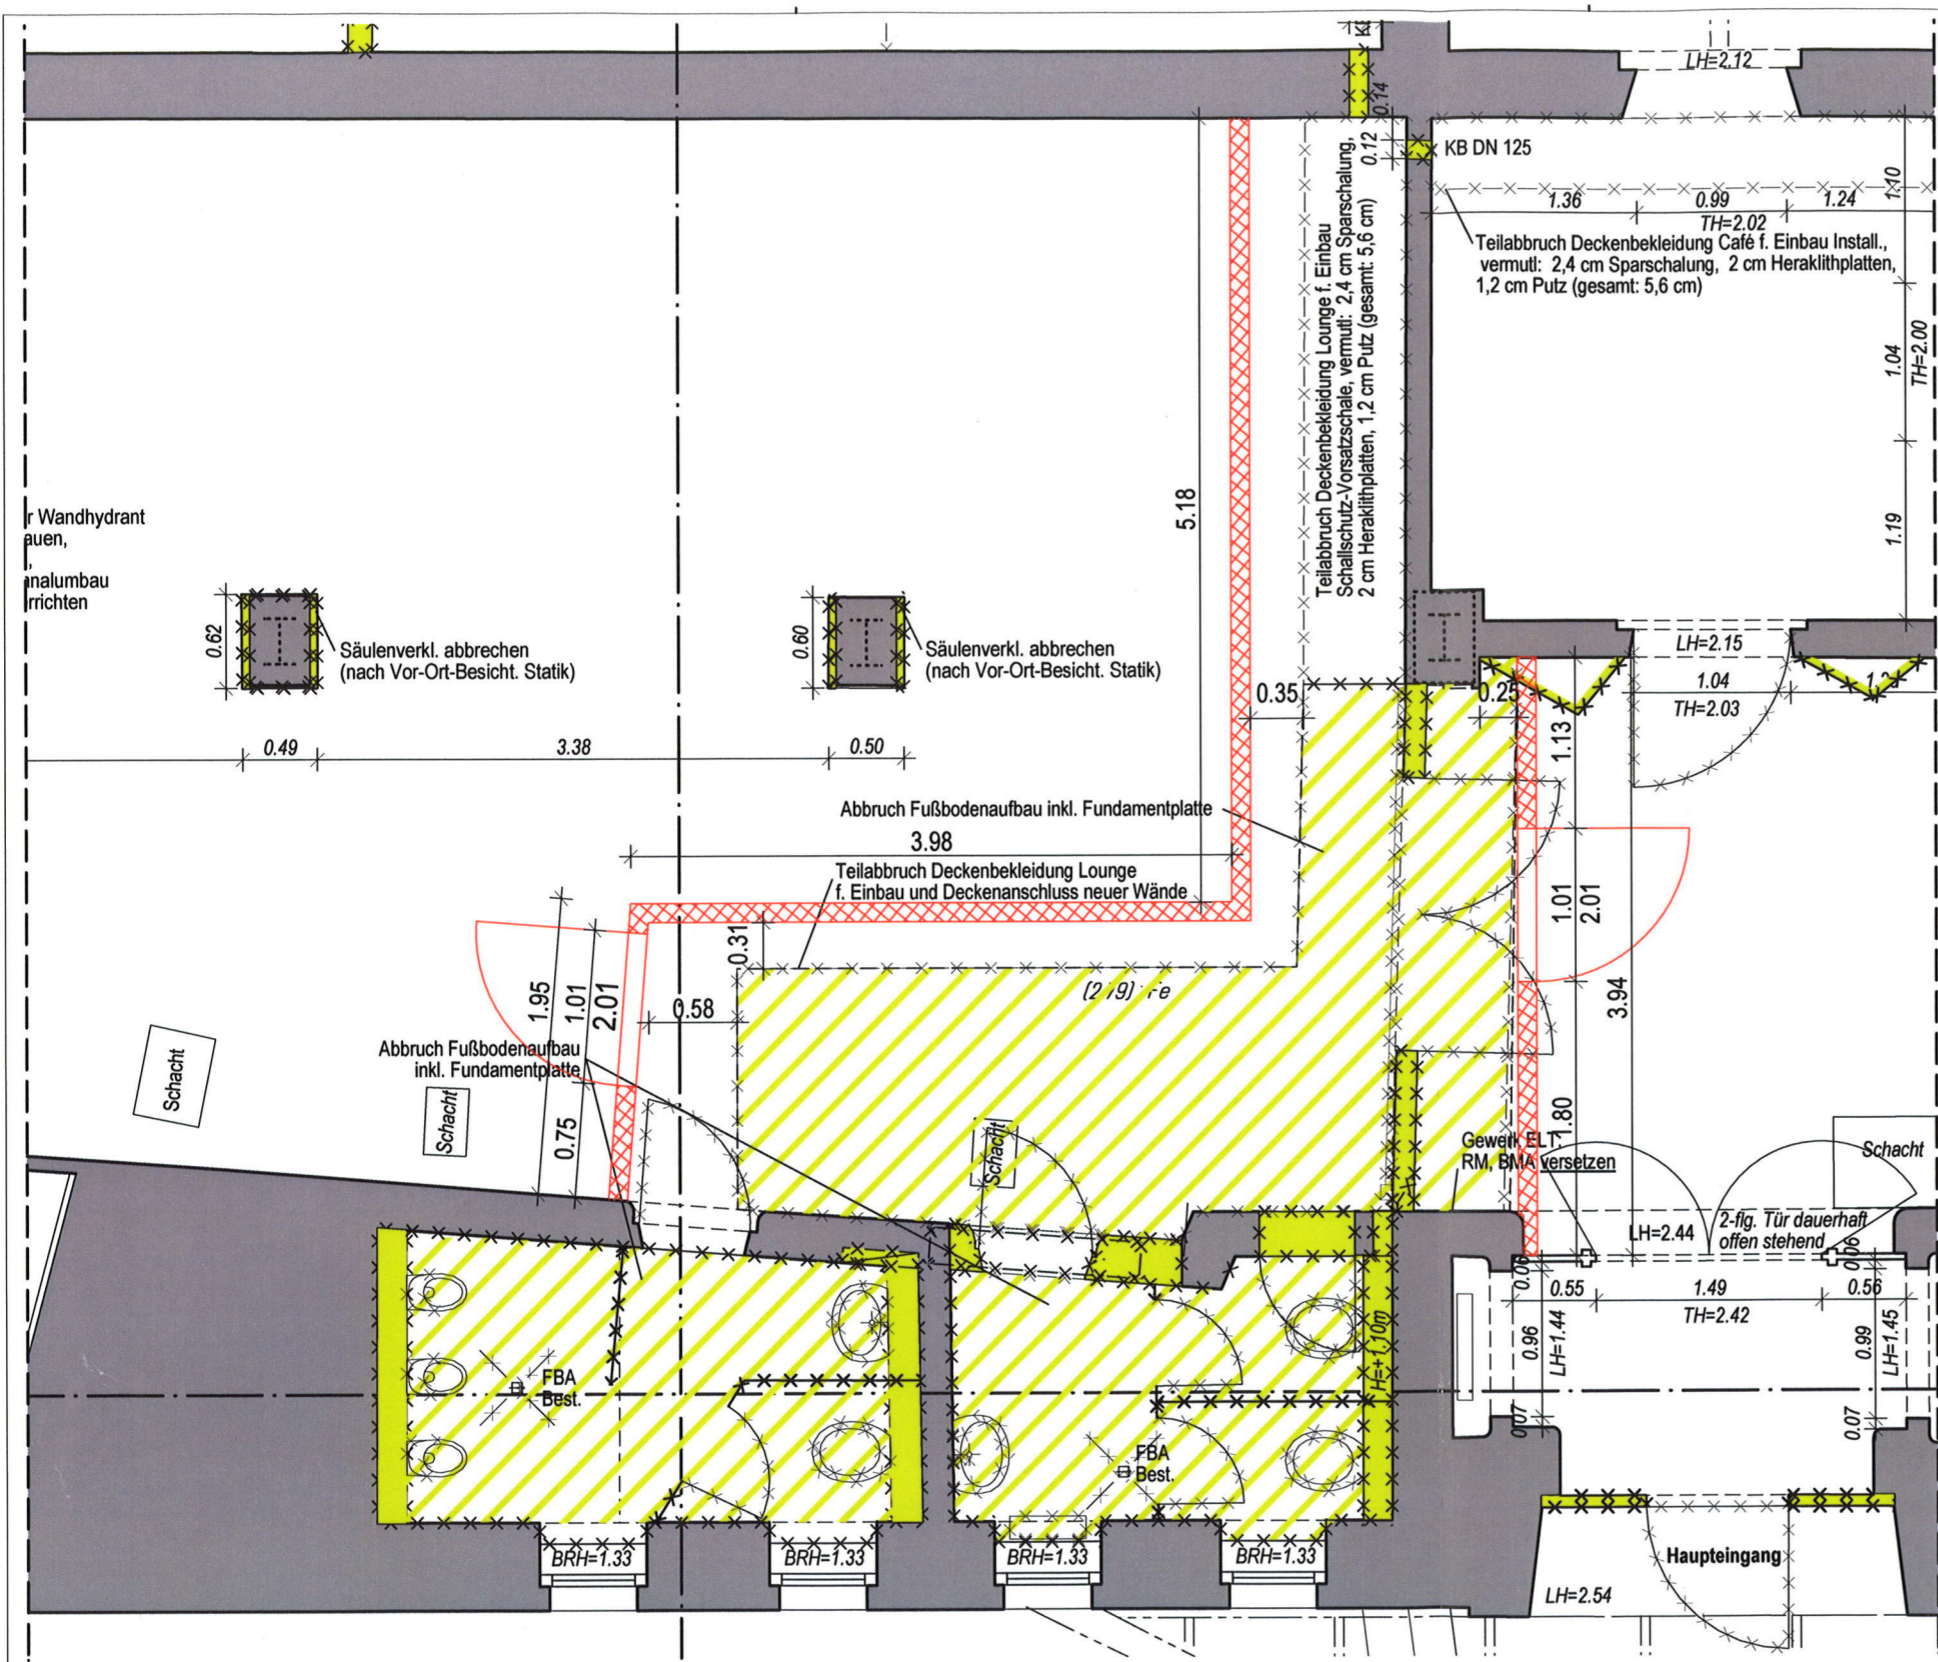 LH=2.12
0.14
0.12
KB DN 125
1.36
0.99
1.24
TH=2.02
1.10
Teilabbruch Deckenbekleidung Café f. Einbau Install.,
vermutl: 2,4 cm Sparschalung, 2 cm Heraklithplatten,
1,2 cm Putz (gesamt: 5,6 cm)
Teilabbruch Deckenbekleidung Lounge f. Einbau
Schallschutz-Vorsatzschale, vermutl: 2,4 cm Sparschalung,
2 cm Heraklithplatten, 1,2 cm Putz (gesamt: 5,6 cm)
1.04
TH=2.00
1.19
5.18
r Wandhydrant
auen,
,
nalumbau
rrichten
0.62
Säulenverkl. abbrechen
(nach Vor-Ort-Besicht. Statik)
0.60
Säulenverkl. abbrechen
(nach Vor-Ort-Besicht. Statik)
LH=2.15
0.35
0.25
1.04
TH=2.03
0.49
3.38
0.50
1.13
Abbruch Fußbodenaufbau inkl. Fundamentplatte
3.98
Teilabbruch Deckenbekleidung Lounge
f. Einbau und Deckenanschluss neuer Wände
1.01
2.01
0.31
1.95
1.01
2.01
0.58
3.94
Abbruch Fußbodenaufbau
inkl. Fundamentplatte
Schacht
Schacht
Schacht
0.75
1.80
Gewerk ELT:
RM, BMA versetzen
Schacht
2-flg. Tür dauerhaft
offen stehend
LH=2.44
0.06
0.06
0.55
1.49
0.56
TH=2.42
0.96
LH=1.44
0.99
LH=1.45
H=+1.10m
FBA
Best.
FBA
Best.
0.07
0.07
BRH=1.33
BRH=1.33
BRH=1.33
BRH=1.33
Haupteingang
LH=2.54